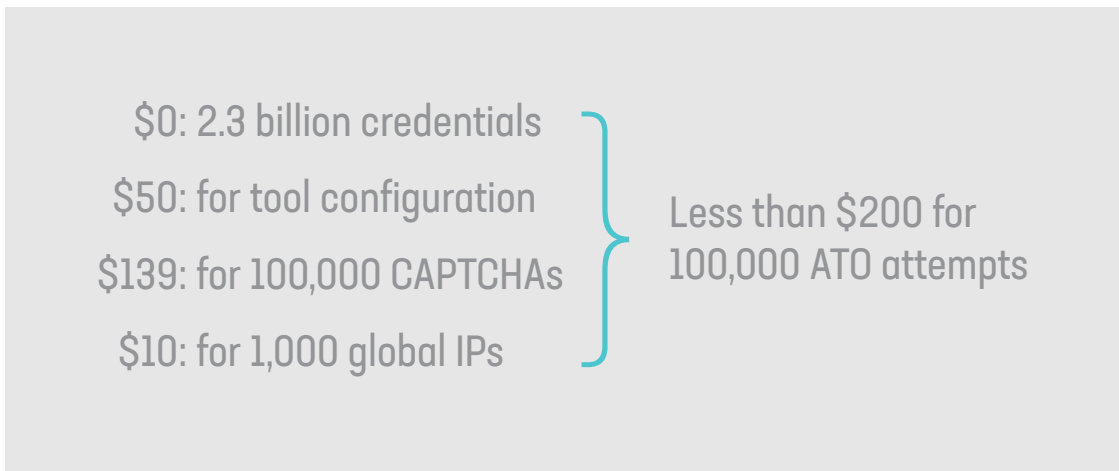 $0: 2.3 billion credentials
$50: for tool configuration
$139: for 100,000 CAPTCHAs
$10: for 1,000 global IPs
Less than $200 for
100,000 ATO attempts